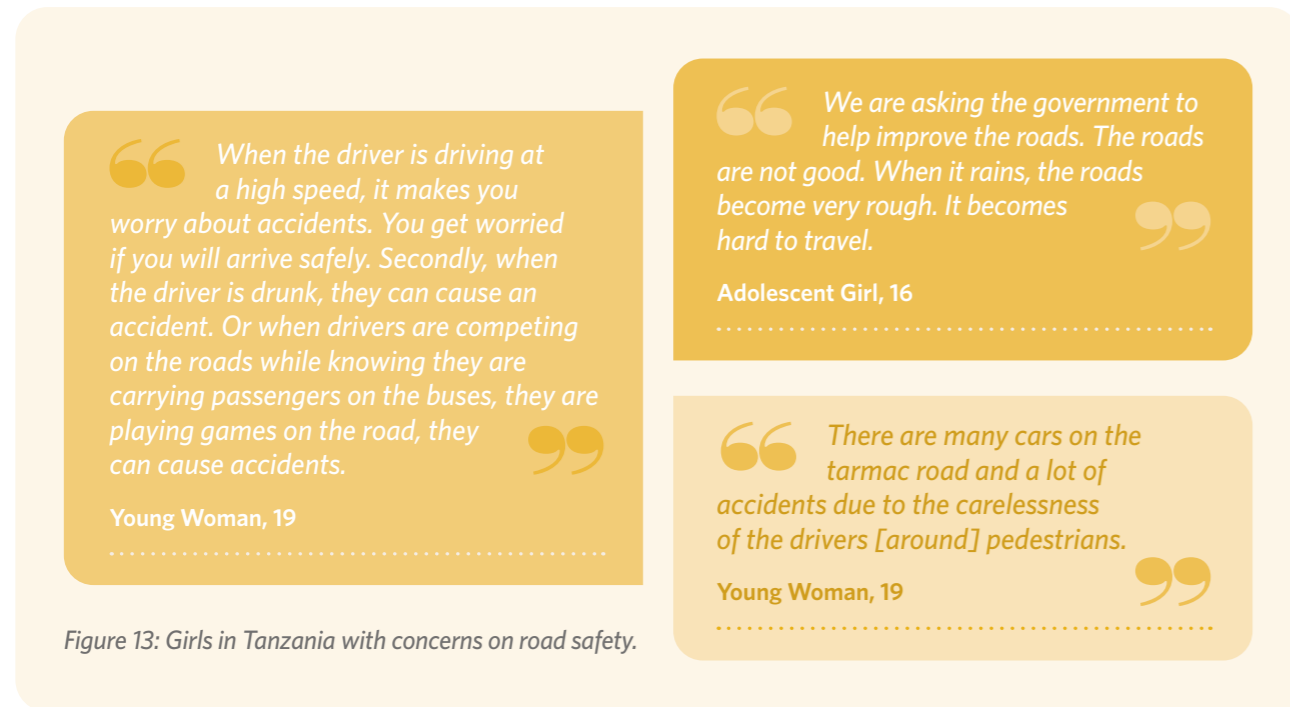 When the driver is driving at
a high speed, it makes you
worry about accidents. You get worried
if you will arrive safely. Secondly, when
the driver is drunk, they can cause an
accident. Or when drivers are competing
on the roads while knowing they are
carrying passengers on the buses, they are
playing games on the road, they
can cause accidents.
Young Woman, 19
We are asking the government to
help improve the roads. The roads
are not good. When it rains, the roads
become very rough. It becomes
hard to travel.
Adolescent Girl, 16
There are many cars on the
tarmac road and a lot of
accidents due to the carelessness
of the drivers [around] pedestrians.
Young Woman, 19
Figure 13: Girls in Tanzania with concerns on road safety.